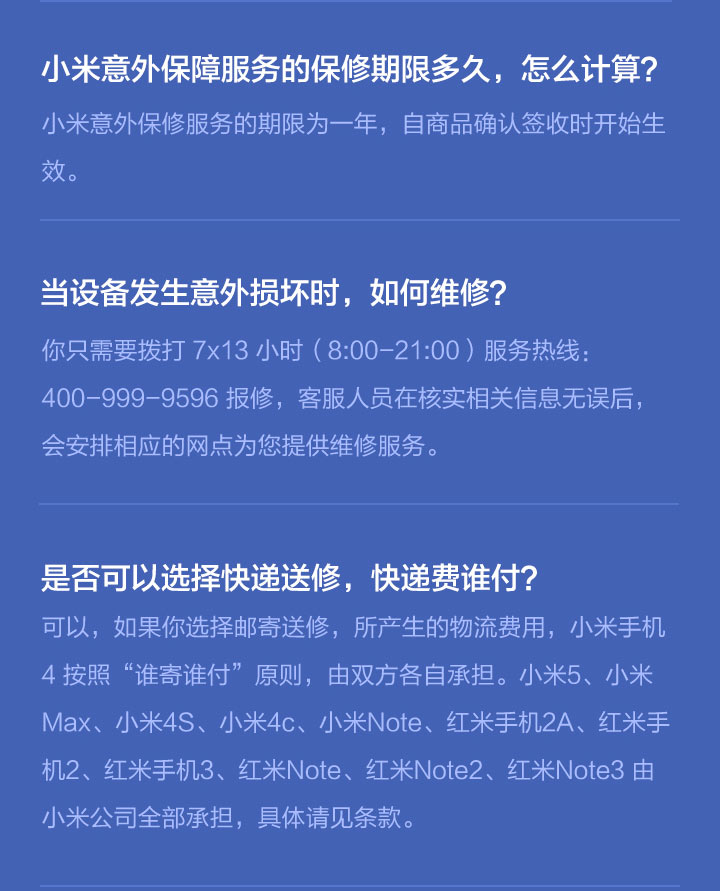 小米意外保障服务的保修期限多久，怎么计算？
小米意外保修服务的期限为一年，自商品确认签收时开始生
效。
当设备发生意外损坏时，如何维修？
你只需要拨打 7x13 小时（8:00-21:00）服务热线：
400-999-9596 报修，客服人员在核实相关信息无误后，
会安排相应的网点为您提供维修服务。
是否可以选择快递送修，快递费谁付？
可以，如果你选择邮寄送修，所产生的物流费用，小米手机
4 按照“谁寄谁付”原则，由双方各自承担。小米5、小米
Max、小米4S、小米4c、小米Note、红米手机2A、红米手
机2、红米手机3、红米Note、红米Note2、红米Note3 由
小米公司全部承担，具体请见条款。